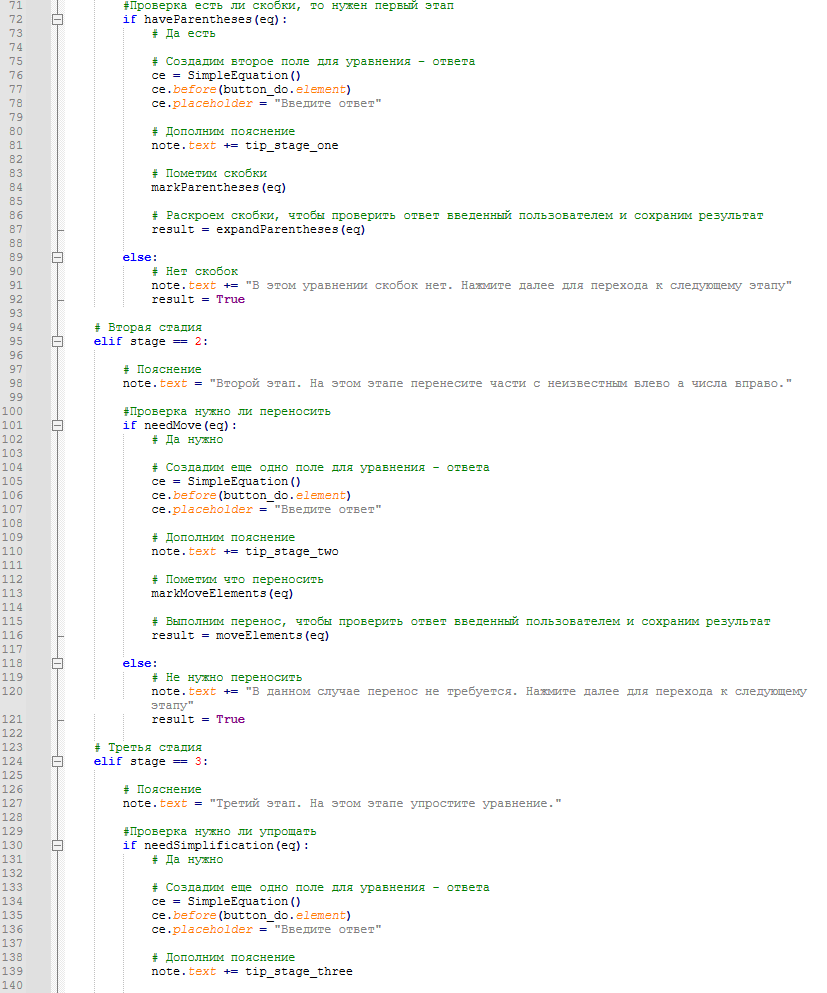 71 #Проверка есть ли скобки, то нужен первый этап
72 if haveParentheses(eq):
73 # Да есть
74
75 # Создадим второе поле для уравнения - ответа
76 ce = SimpleEquation()
77 ce.before(button_do.element)
78 ce.placeholder = "Введите ответ"
79
80 # Дополним пояснение
81 note.text += tip_stage_one
82
83 # Пометим скобки
84 markParentheses(eq)
85
86 # Раскроем скобки, чтобы проверить ответ введенный пользователем и сохраним результат
87 result = expandParentheses(eq)
88
89 else:
90 # Нет скобок
91 note.text += "В этом уравнении скобок нет. Нажмите далее для перехода к следующему этапу"
92 result = True
93
94 # Вторая стадия
95 elif stage == 2:
96
97 # Пояснение
98 note.text = "Второй этап. На этом этапе перенесите части с неизвестным влево а числа вправо."
99
100 #Проверка нужно ли переносить
101 if needMove(eq):
102 # Да нужно
103
104 # Создадим еще одно поле для уравнения - ответа
105 ce = SimpleEquation()
106 ce.before(button_do.element)
107 ce.placeholder = "Введите ответ"
108
109 # Дополним пояснение
110 note.text += tip_stage_two
111
112 # Пометим что переносить
113 markMoveElements(eq)
114
115 # Выполним перенос, чтобы проверить ответ введенный пользователем и сохраним результат
116 result = moveElements(eq)
117
118 else:
119 # Не нужно переносить
120 note.text += "В данном случае перенос не требуется. Нажмите далее для перехода к следующему
этапу"
121 result = True
122
123 # Третья стадия
124 elif stage == 3:
125
126 # Пояснение
127 note.text = "Третий этап. На этом этапе упростите уравнение."
128
129 #Проверка нужно ли упрощать
130 if needSimplification(eq):
131 # Да нужно
132
133 # Создадим еще одно поле для уравнения - ответа
134 ce = SimpleEquation()
135 ce.before(button_do.element)
136 ce.placeholder = "Введите ответ"
137
138 # Дополним пояснение
139 note.text += tip_stage_three
140